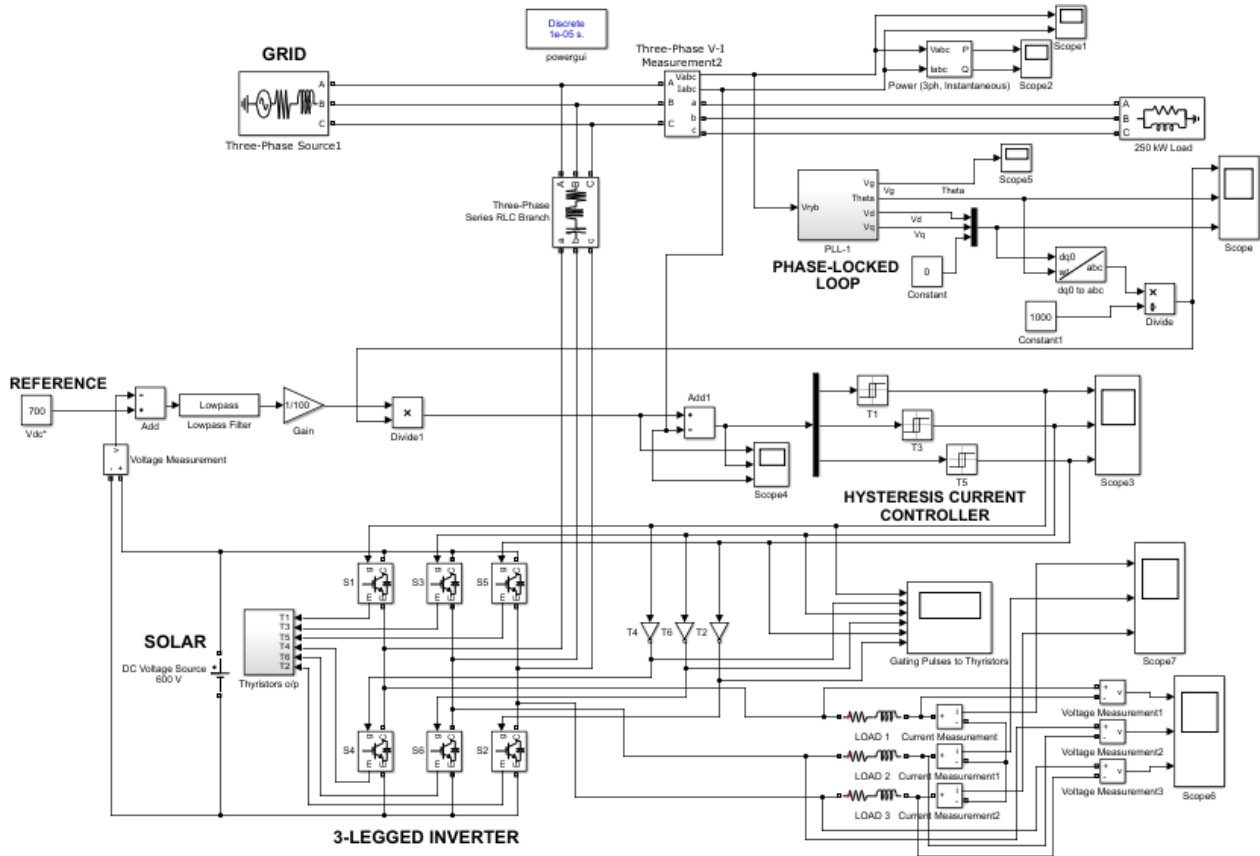 Discrete
1e-05 s.
powergui
GRID
A
B
C
Three-Phase Source1
Three-Phase V-I
Measurement2
A
B
C
Vabc
Iabc
a
b
c
Scope1
Vabc
Iabc
P
Q
Power (3ph, Instantaneous)
Scope2
A
B
C
250 kW Load
A
B
C
Three-Phase
Series RLC Branch
a
b
c
Vryb
Vg
Theta
Vd
Vq
PLL-1
Vg
Theta
Vd
Vq
Scope5
Scope
PHASE-LOCKED
LOOP
0
Constant
dq0
abc
dq0 to abc
1000
Constant1
Divide
REFERENCE
700
Vdc*
Add
Lowpass
Lowpass Filter
1/100
Gain
Divide1
v
- +
Voltage Measurement
Add1
Scope4
T1
T3
T5
Scope3
HYSTERESIS CURRENT
CONTROLLER
S1
g C
E E
S3
g C
E E
S5
g C
E E
T1
T3
T5
T4
T6
T2
Thyristors o/p
SOLAR
DC Voltage Source
600 V
T4
T6
T2
Gating Pulses to Thyristors
Scope7
S4
g C
E E
S6
g C
E E
S2
g C
E E
LOAD 1
+ i
-
Current Measurement
LOAD 2
+ i
-
Current Measurement1
LOAD 3
+ i
-
Current Measurement2
+ v
-
Voltage Measurement1
+ v
-
Voltage Measurement2
+ v
-
Voltage Measurement3
Scope6
3-LEGGED INVERTER